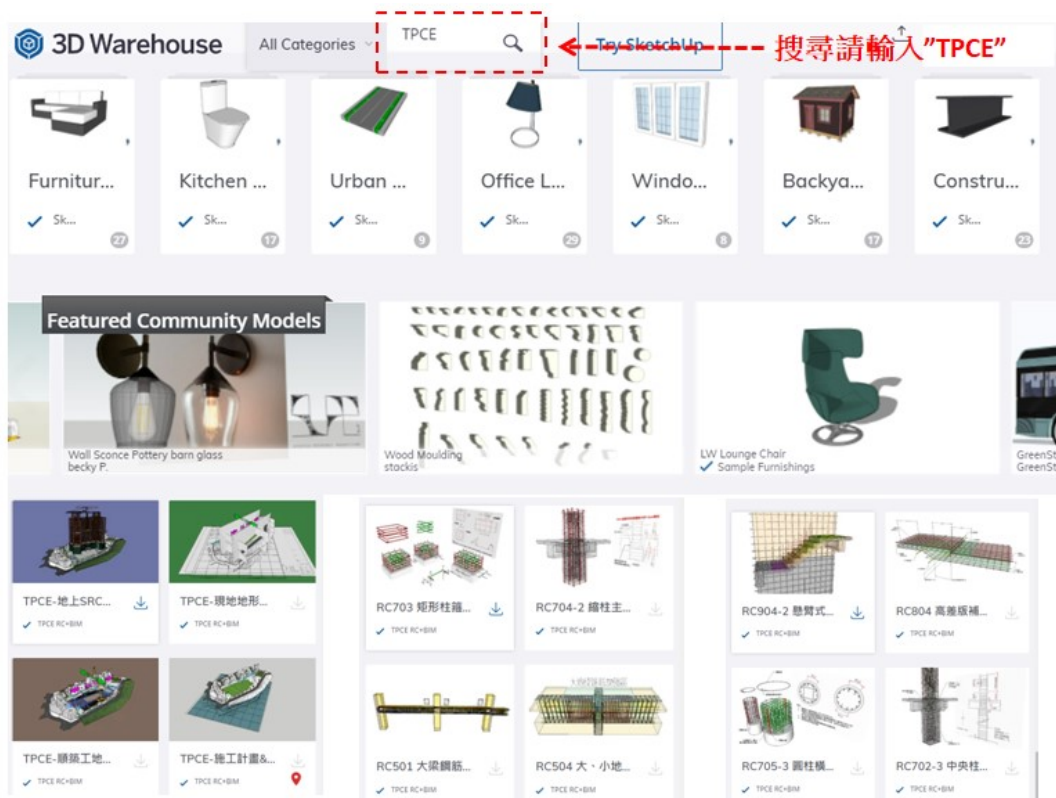 3D Warehouse
All Categories
TPCE
Try SketchUp
搜尋請輸入"TPCE"
Furnitur...
Kitchen ...
Urban ...
Office L...
Windo...
Backya...
Constru...
Sk...
Sk...
Sk...
Sk...
Sk...
Sk...
Sk...
27
17
9
29
8
17
23
Featured Community Models
Wall Sconce Pottery barn glass
becky P.
Wood Moulding
stackis
LW Lounge Chair
Sample Furnishings
GreenSt
GreenSt
TPCE-地上SRC...
TPCE RC+BIM
TPCE-現地地形...
TPCE RC+BIM
RC703 矩形柱箍...
TPCE RC+BIM
RC704-2 縮柱主...
TPCE RC+BIM
RC904-2 懸臂式...
TPCE RC+BIM
RC804 高差版補...
TPCE RC+BIM
TPCE-順築工地...
TPCE RC+BIM
TPCE-施工計畫&...
TPCE RC+BIM
RC501 大梁鋼筋...
TPCE RC+BIM
RC504 大、小地...
TPCE RC+BIM
RC705-3 圓柱橫...
TPCE RC+BIM
RC702-3 中央柱...
TPCE RC+BIM